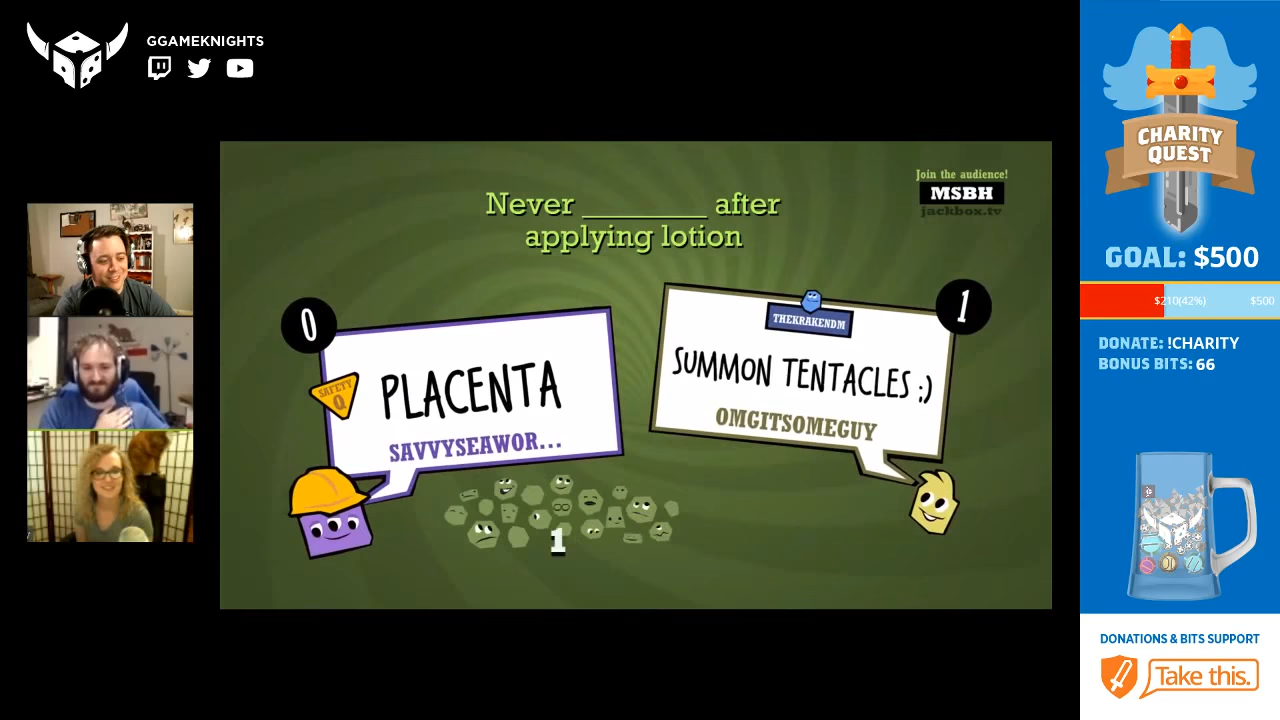 GGAMEKNIGHTS
Never ________ after
applying lotion
Join the audience!
MSBH
jackbox.tv
0
SAFETY
Q
PLACENTA
SAVVYSEAWOR...
1
THEKRAKENDM
SUMMON TENTACLES :)
OMGITSOMEGUY
1
CHARITY
QUEST
GOAL: $500
$210(42%) $500
DONATE: !CHARITY
BONUS BITS: 66
DONATIONS & BITS SUPPORT
Take this.